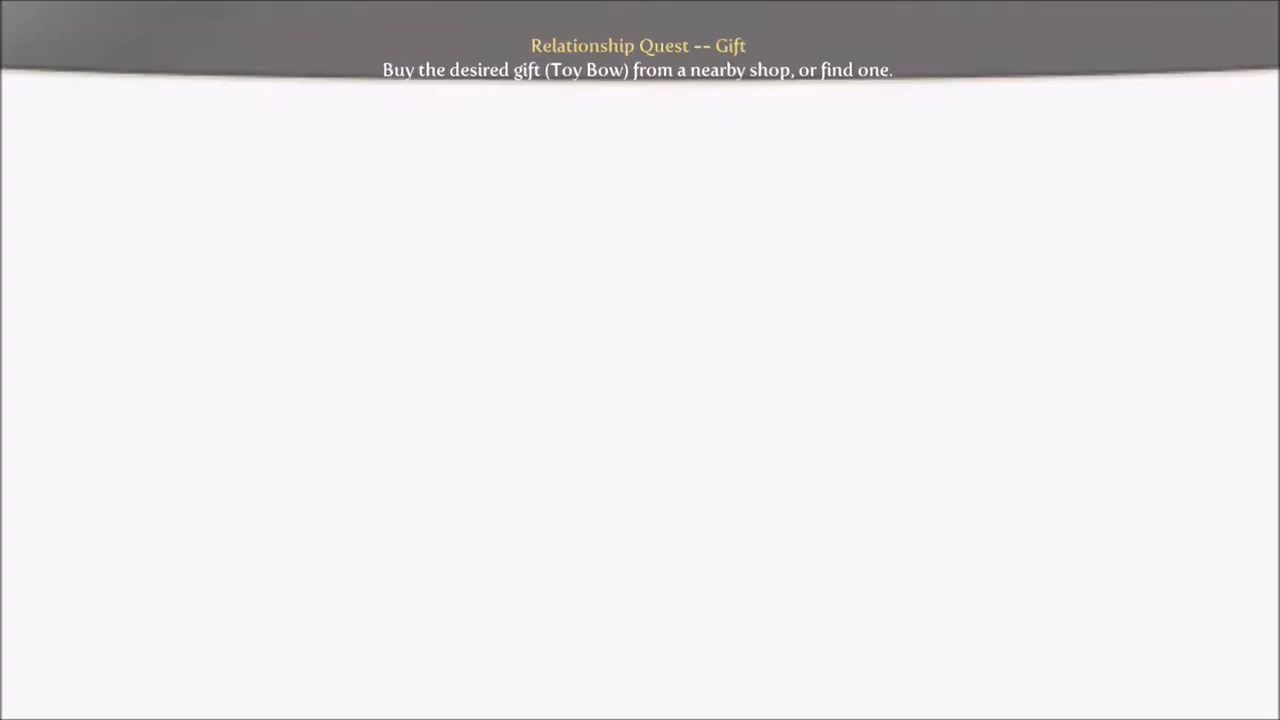 Relationship Quest -- Gift
Buy the desired gift (Toy Bow) from a nearby shop, or find one.